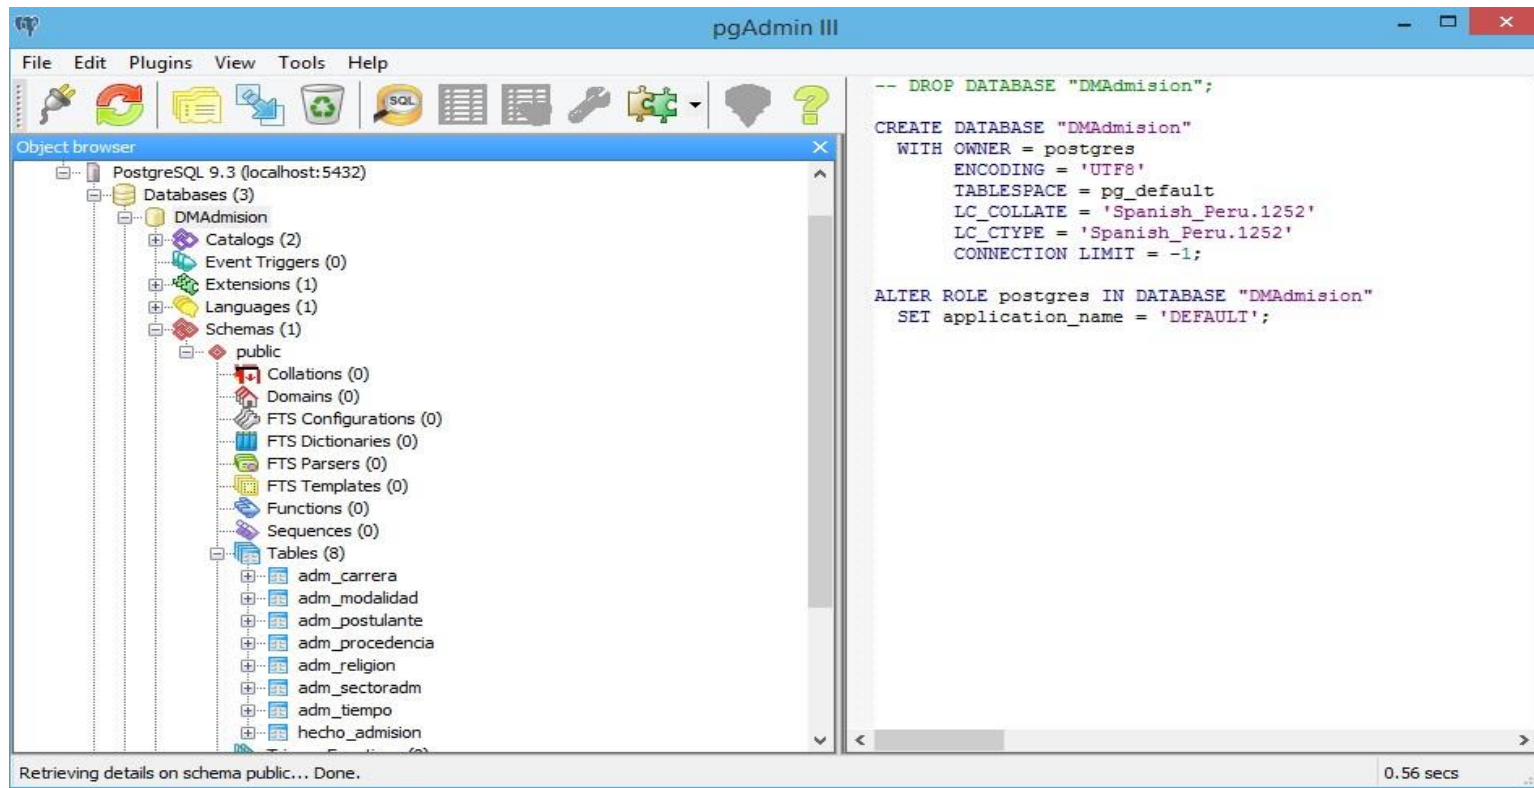 pgAdmin III
File Edit Plugins View Tools Help
SQL
Object browser
PostgreSQL 9.3 (localhost:5432)
Databases (3)
DMAdmision
Catalogs (2)
Event Triggers (0)
Extensions (1)
Languages (1)
Schemas (1)
public
Collations (0)
Domains (0)
FTS Configurations (0)
FTS Dictionaries (0)
FTS Parsers (0)
FTS Templates (0)
Functions (0)
Sequences (0)
Tables (8)
adm_carrera
adm_modalidad
adm_postulante
adm_procedencia
adm_religion
adm_sectoradm
adm_tiempo
hecho_admision
-- DROP DATABASE "DMAdmision";
CREATE DATABASE "DMAdmision"
WITH OWNER = postgres
ENCODING = 'UTF8'
TABLESPACE = pg_default
LC_COLLATE = 'Spanish_Peru.1252'
LC_CTYPE = 'Spanish_Peru.1252'
CONNECTION LIMIT = -1;
ALTER ROLE postgres IN DATABASE "DMAdmision"
SET application_name = 'DEFAULT';
Retrieving details on schema public... Done.
0.56 secs